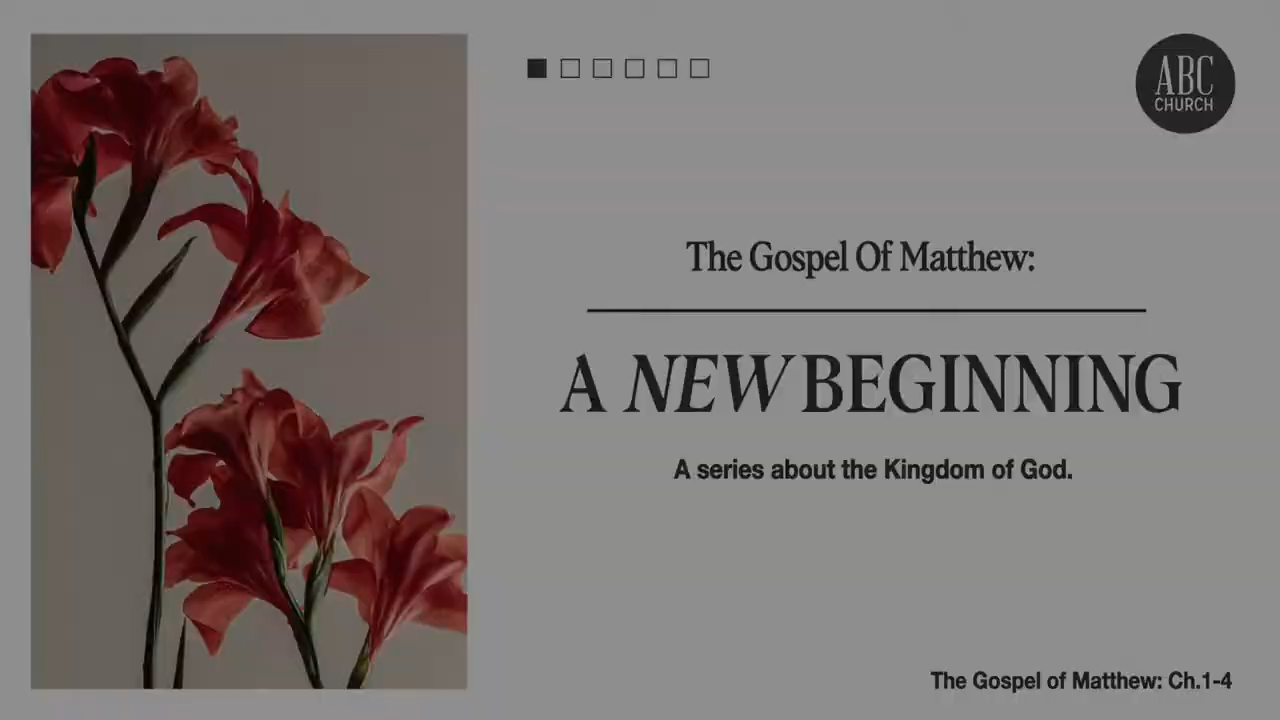 ABC
CHURCH
The Gospel Of Matthew:
A NEW BEGINNING
A series about the Kingdom of God.
The Gospel of Matthew: Ch.1-4